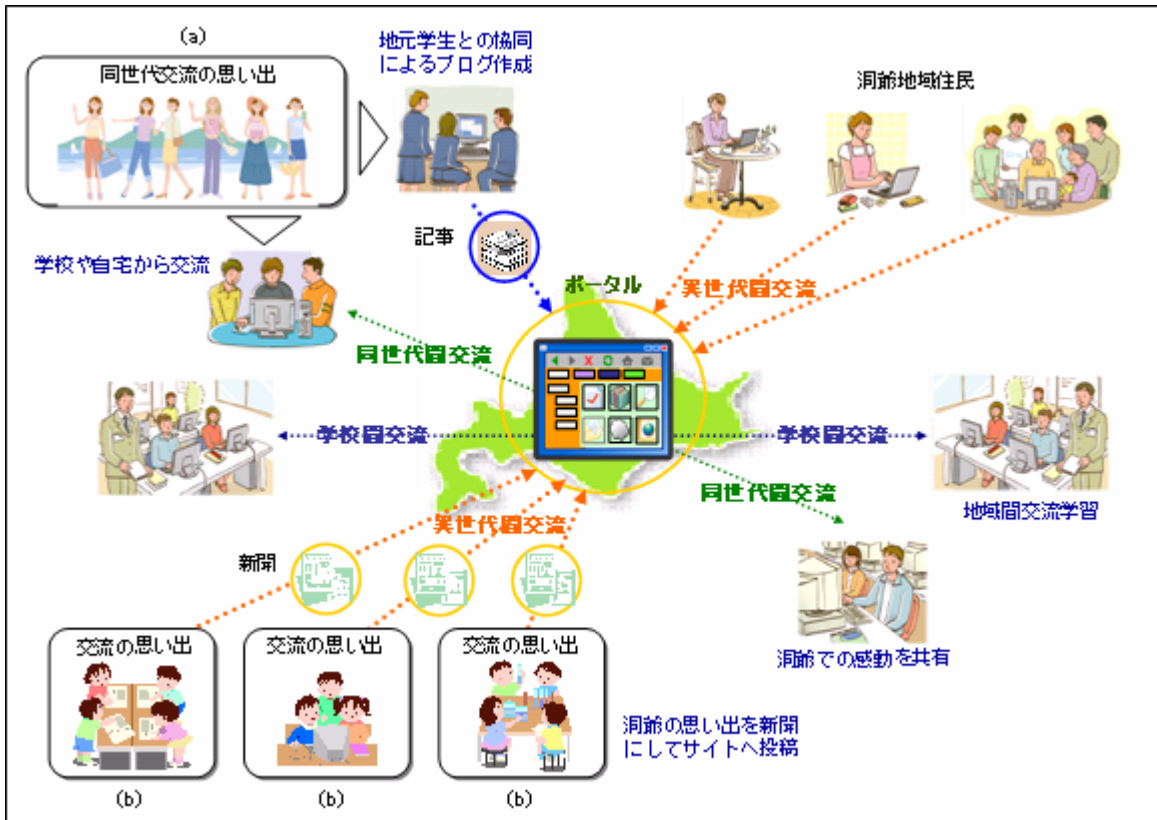 (a)
同世代交流の思い出
地元学生との協同
によるブログ作成
洞爺地域住民
記事
学校や自宅から交流
ポータル
異世代間交流
同世代間交流
学校間交流
学校間交流
同世代間交流
地域間交流学習
異世代間交流
新聞
交流の思い出
交流の思い出
交流の思い出
洞爺での感動を共有
洞爺の思い出を新聞
にしてサイトへ投稿
(b)
(b)
(b)